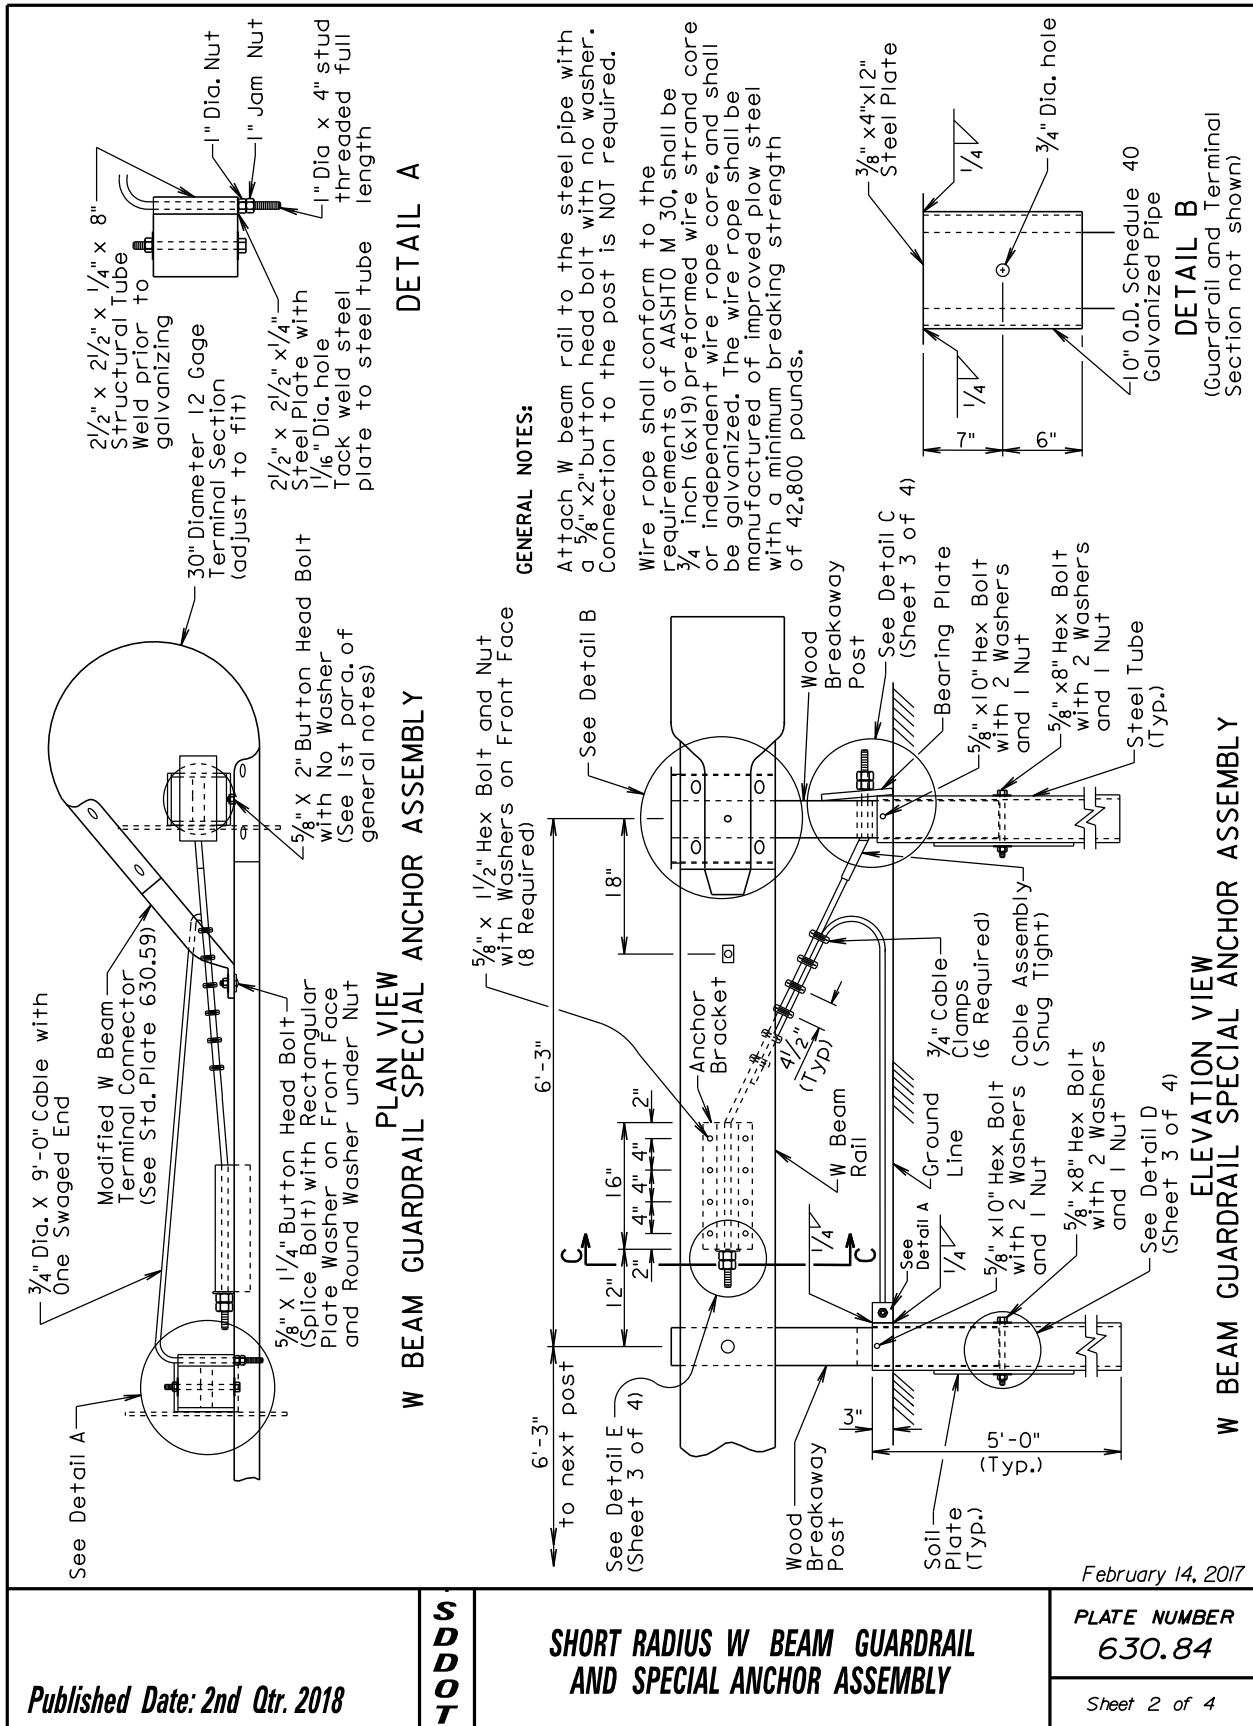 See Detail A
3/4" Dia. X 9'-0" Cable with
One Swaged End
Modified W Beam
Terminal Connector
(See Std. Plate 630.59)
30" Diameter 12 Gage
Terminal Section
(adjust to fit)
5/8" X 1 1/4" Button Head Bolt
(Splice Bolt) with Rectangular
Plate Washer on Front Face
and Round Washer under Nut
5/8" X 2" Button Head Bolt
with No Washer
(See 1st para. of
general notes)
PLAN VIEW
W BEAM GUARDRAIL SPECIAL ANCHOR ASSEMBLY
2 1/2" x 2 1/2" x 1/4" x 8"
Structural Tube
Weld prior to
galvanizing
1" Dia. Nut
1" Jam Nut
1" Dia x 4" stud
threaded full
length
2 1/2" x 2 1/2" x 1/4"
Steel Plate with
1 1/16" Dia. hole
Tack weld steel
plate to steel tube
DETAIL A
GENERAL NOTES:
Attach W beam rail to the steel pipe with
a 5/8" x2" button head bolt with no washer.
Connection to the post is NOT required.
Wire rope shall conform to the
requirements of AASHTO M 30, shall be
3/4 inch (6x19) preformed wire strand core
or independent wire rope core, and shall
be galvanized. The wire rope shall be
manufactured of improved plow steel
with a minimum breaking strength
of 42,800 pounds.
6'-3"
to next post
6'-3"
18"
12"
16"
2"
4"
4"
4"
2"
5/8" x 1 1/2" Hex Bolt and Nut
with Washers on Front Face
(8 Required)
See Detail B
See Detail E
(Sheet 3 of 4)
C
C
Anchor
Bracket
4 1/2"
(Typ)
W Beam
Rail
Wood
Breakaway
Post
Wood
Breakaway
Post
See Detail C
(Sheet 3 of 4)
Bearing Plate
5/8" x10" Hex Bolt
with 2 Washers
and 1 Nut
5/8" x8" Hex Bolt
with 2 Washers
and 1 Nut
Steel Tube
(Typ.)
3/4" Cable
Clamps
(6 Required)
Cable Assembly
( Snug Tight)
Ground
Line
1/4
See
Detail A
1/4
5/8" x10" Hex Bolt
with 2 Washers
and 1 Nut
5/8" x8" Hex Bolt
with 2 Washers
and 1 Nut
See Detail D
(Sheet 3 of 4)
3"
5'-0"
(Typ.)
Soil
Plate
(Typ.)
ELEVATION VIEW
W BEAM GUARDRAIL SPECIAL ANCHOR ASSEMBLY
3/8" x4"x12"
Steel Plate
1/4
1/4
3/4" Dia. hole
7"
6"
10" O.D. Schedule 40
Galvanized Pipe
DETAIL B
(Guardrail and Terminal
Section not shown)
February 14, 2017
Published Date: 2nd Qtr. 2018
SDDOT
SHORT RADIUS W BEAM GUARDRAIL
AND SPECIAL ANCHOR ASSEMBLY
PLATE NUMBER
630.84
Sheet 2 of 4